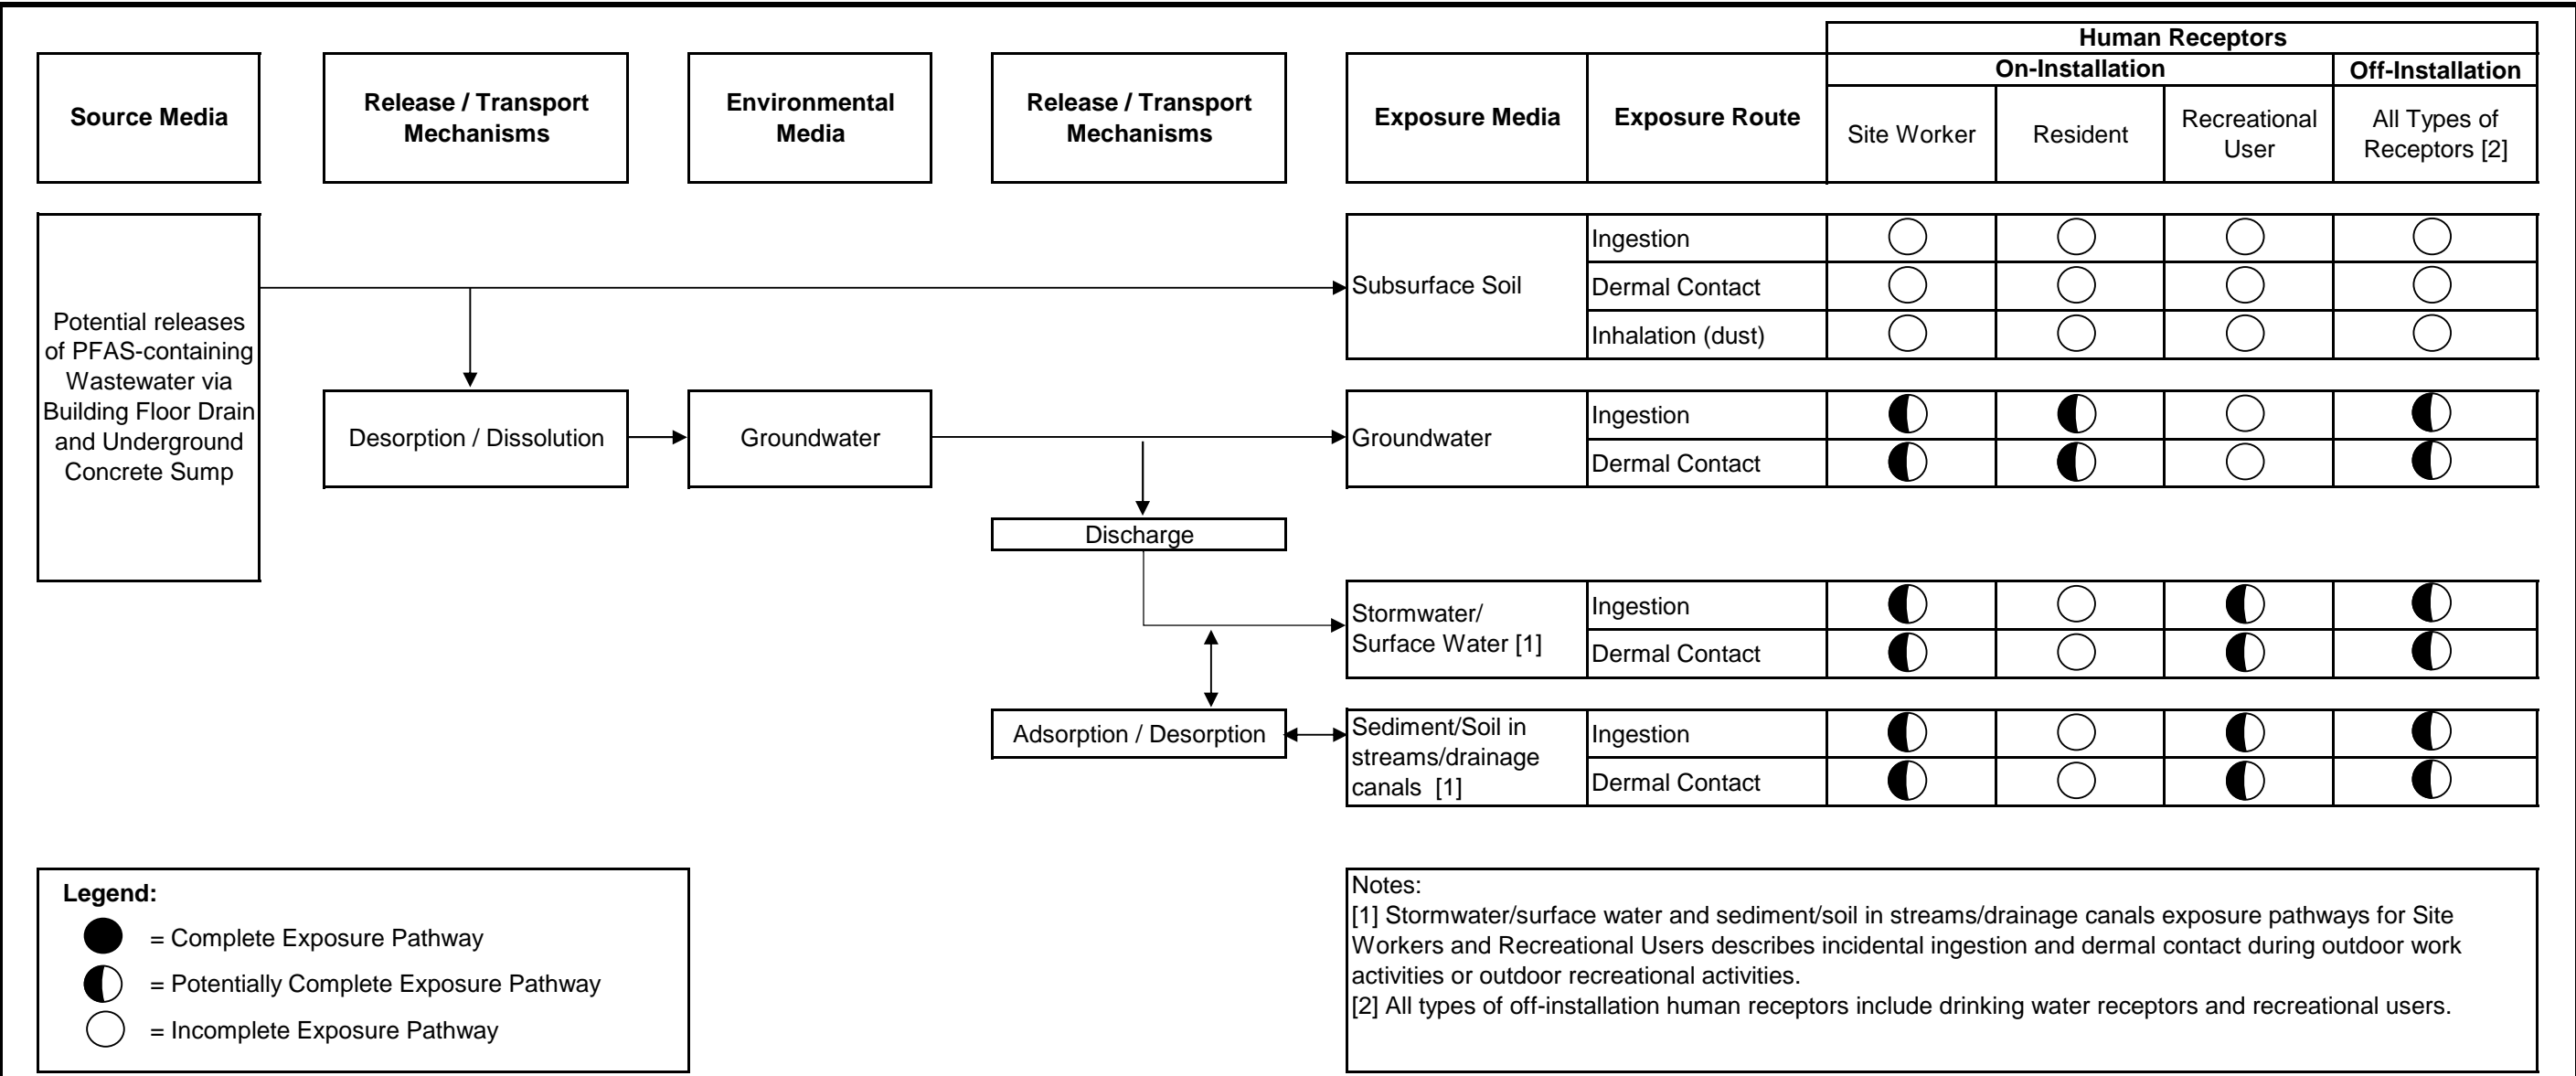 Human Receptors
On-Installation
Off-Installation
Source Media
Release / Transport
Mechanisms
Environmental
Media
Release / Transport
Mechanisms
Exposure Media
Exposure Route
Site Worker
Resident
Recreational
User
All Types of
Receptors [2]
Potential releases
of PFAS-containing
Wastewater via
Building Floor Drain
and Underground
Concrete Sump
Subsurface Soil
Ingestion
Dermal Contact
Inhalation (dust)
Desorption / Dissolution
Groundwater
Groundwater
Ingestion
Dermal Contact
Discharge
Stormwater/
Surface Water [1]
Ingestion
Dermal Contact
Adsorption / Desorption
Sediment/Soil in
streams/drainage
canals [1]
Ingestion
Dermal Contact
Legend:
= Complete Exposure Pathway
= Potentially Complete Exposure Pathway
= Incomplete Exposure Pathway
Notes:
[1] Stormwater/surface water and sediment/soil in streams/drainage canals exposure pathways for Site
Workers and Recreational Users describes incidental ingestion and dermal contact during outdoor work
activities or outdoor recreational activities.
[2] All types of off-installation human receptors include drinking water receptors and recreational users.